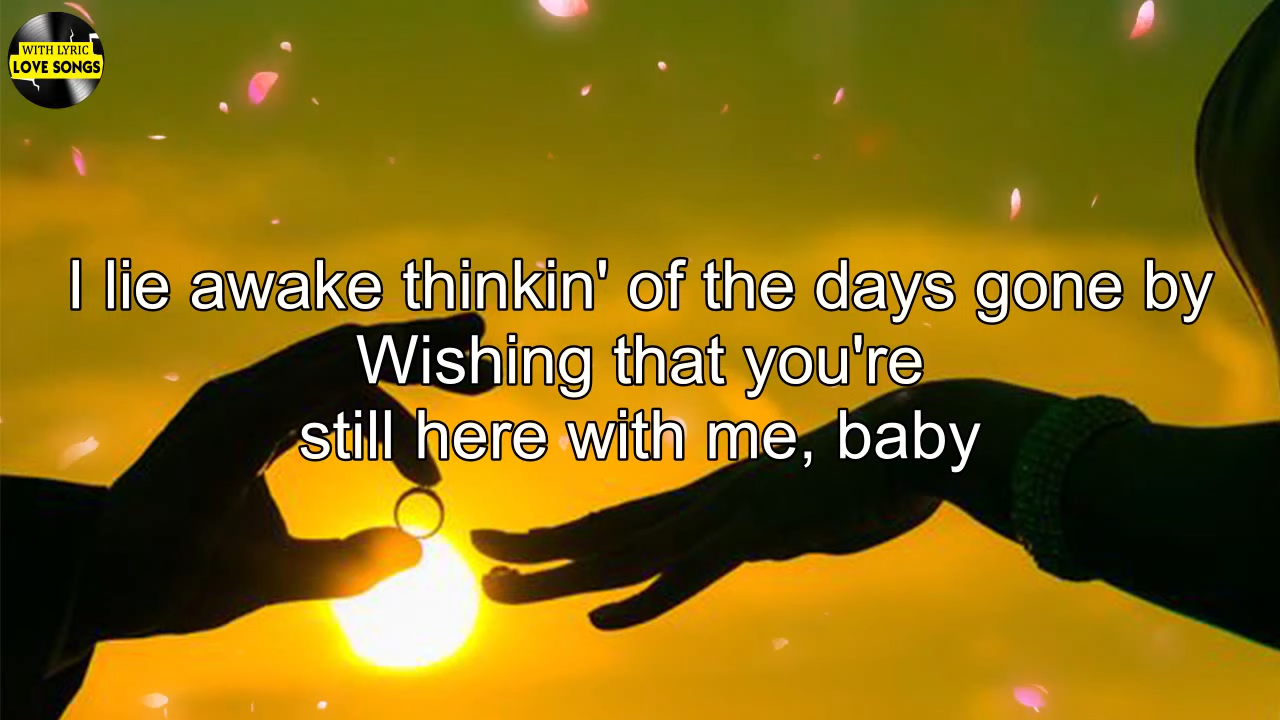 WITH LYRIC
LOVE SONGS
I lie awake thinkin' of the days gone by
Wishing that you're
still here with me, baby